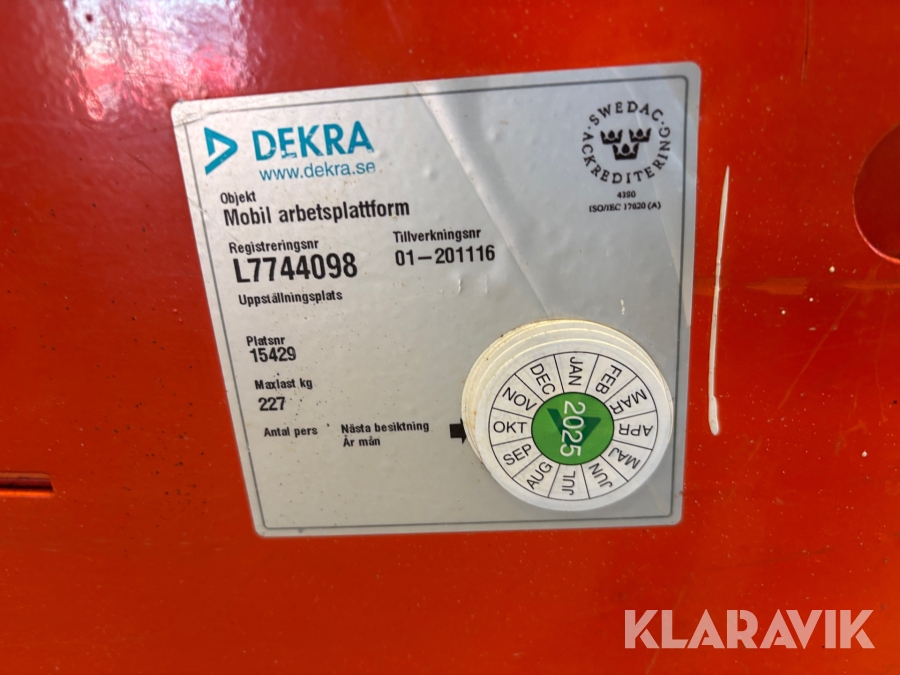 DEKRA
www.dekra.se
SWEDAC
ACKREDITERING
4380
ISO/IEC 17020 (A)
Objekt
Mobil arbetsplattform
Registreringsnr
L7744098
Tillverkningsnr
01-201116
Uppställningsplats
Platsnr
15429
Maxlast kg
227
Antal pers
Nästa besiktning
År mån
JAN
FEB
MAR
APR
MAJ
JUN
JUL
AUG
SEP
OKT
NOV
DEC
2025
KLARAVIK